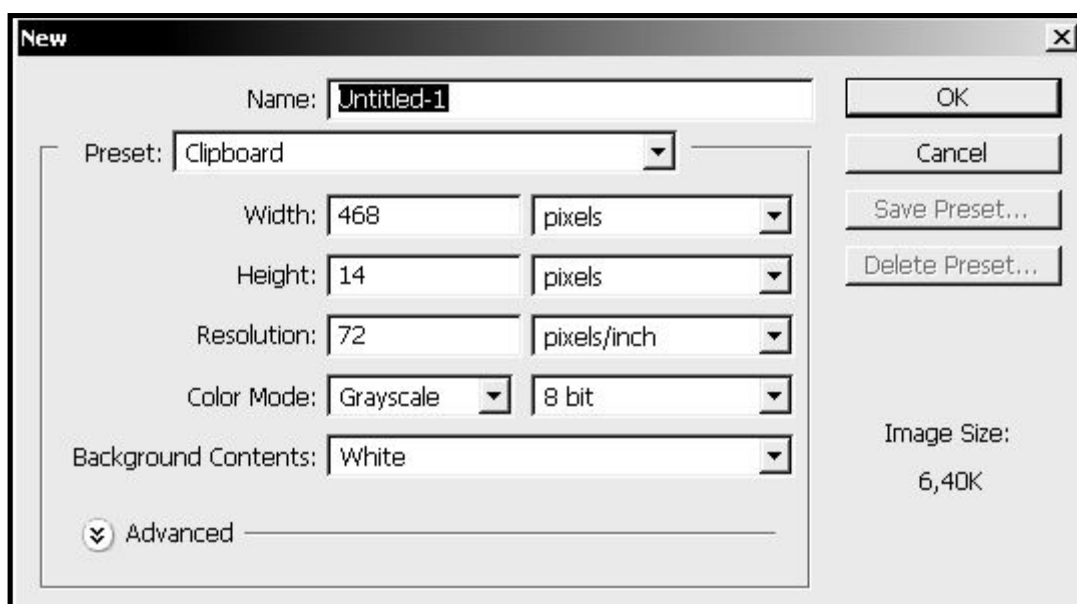 New
Name: Untitled-1
OK
Preset: Clipboard
Cancel
Width: 468 pixels
Save Preset...
Height: 14 pixels
Delete Preset...
Resolution: 72 pixels/inch
Color Mode: Grayscale 8 bit
Image Size:
Background Contents: White
6,40K
Advanced